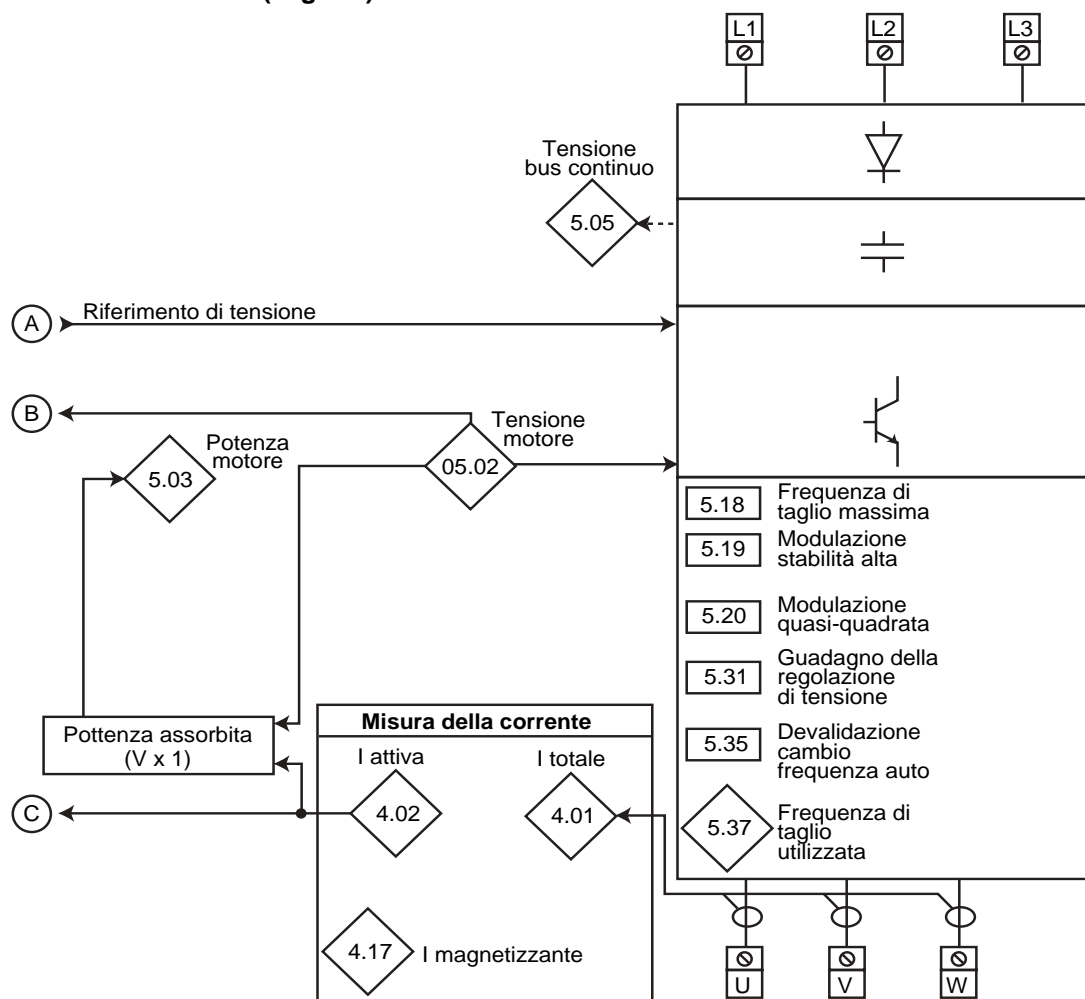 L1
L2
L3
Tensione
bus continuo
5.05
A
Riferimento di tensione
B
Potenza
motore
5.03
Tensione
motore
05.02
5.18
Frequenza di
taglio massima
5.19
Modulazione
stabilità alta
5.20
Modulazione
quasi-quadrata
5.31
Guadagno della
regolazione
di tensione
5.35
Devalidazione
cambio
frequenza auto
5.37
Frequenza di
taglio
utilizzata
Pottenza assorbita
(V x 1)
Misura della corrente
I attiva
I totale
C
4.02
4.01
4.17
I magnetizzante
U
V
W